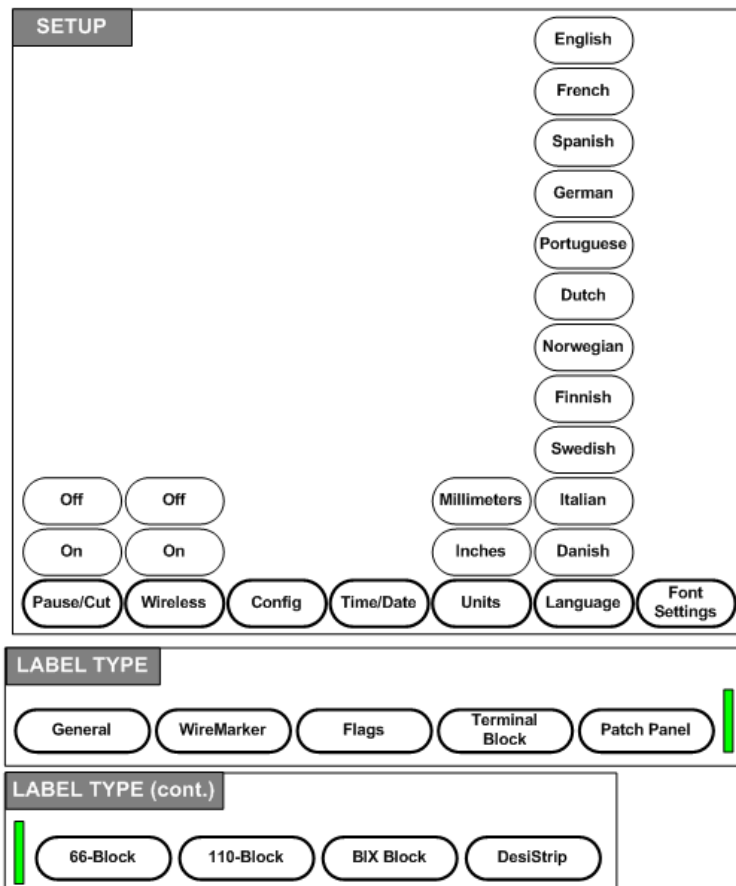 SETUP
English
French
Spanish
German
Portuguese
Dutch
Norwegian
Finnish
Swedish
Off Off Millimeters Italian
On On Inches Danish
Pause/Cut Wireless Config Time/Date Units Language Font Settings
LABEL TYPE
General WireMarker Flags Terminal Block Patch Panel
LABEL TYPE (cont.)
66-Block 110-Block BIX Block DesiStrip